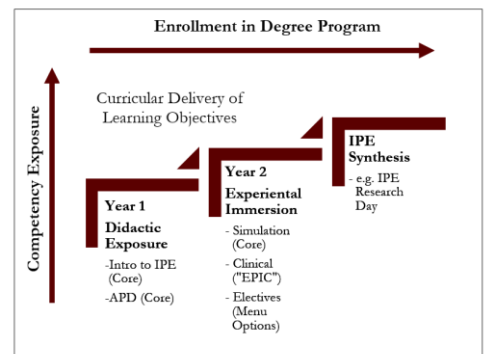 Enrollment in Degree Program
Competency Exposure
Curricular Delivery of
Learning Objectives
Year 1
Didactic
Exposure
-Intro to IPE
(Core)
-APD (Core)
Year 2
Experiental
Immersion
- Simulation
(Core)
- Clinical
("EPIC")
- Electives
(Menu
Options)
IPE
Synthesis
- e.g. IPE
Research
Day